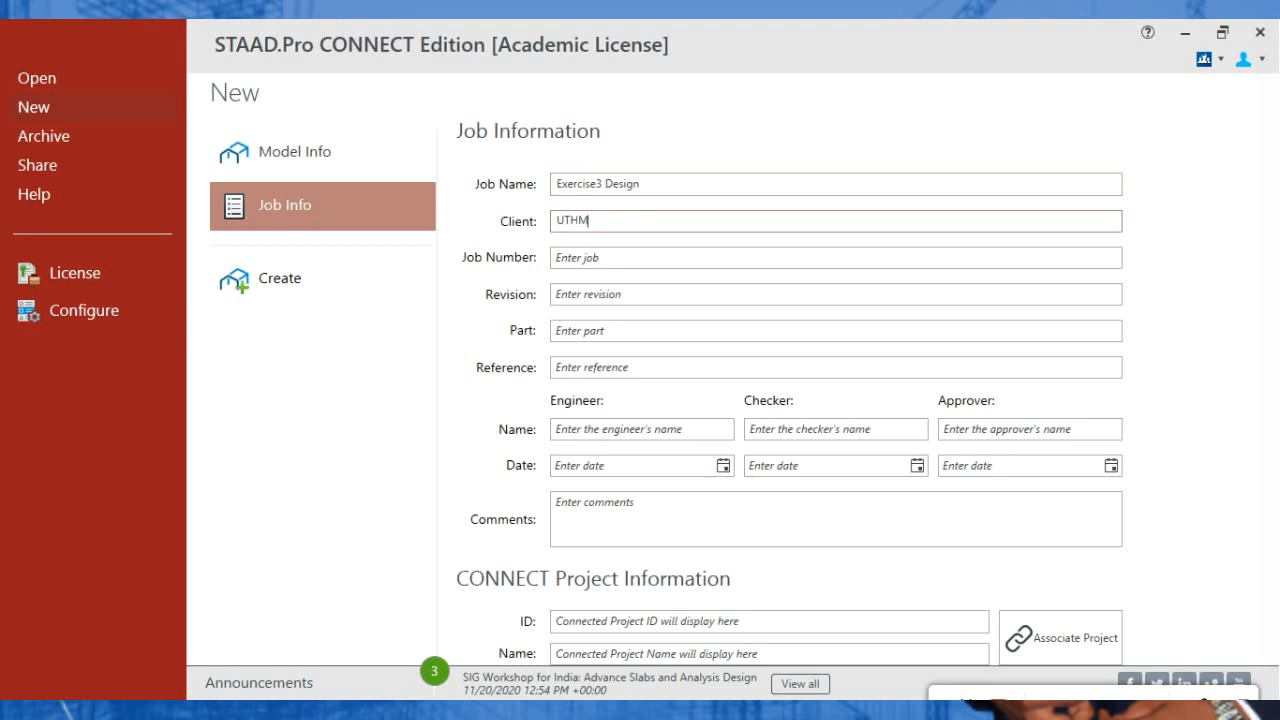 STAAD.Pro CONNECT Edition [Academic License]
Open
New
Archive
Share
Help
License
Configure
New
Model Info
Job Info
Create
Job Information
Job Name: Exercise3 Design
Client: UTHM
Job Number: Enter job
Revision: Enter revision
Part: Enter part
Reference: Enter reference
Engineer: Checker: Approver:
Name: Enter the engineer's name Enter the checker's name Enter the approver's name
Date: Enter date Enter date Enter date
Comments: Enter comments
CONNECT Project Information
ID: Connected Project ID will display here
Associate Project
Name: Connected Project Name will display here
Announcements
3
SIG Workshop for India: Advance Slabs and Analysis Design
11/20/2020 12:54 PM +00:00
View all